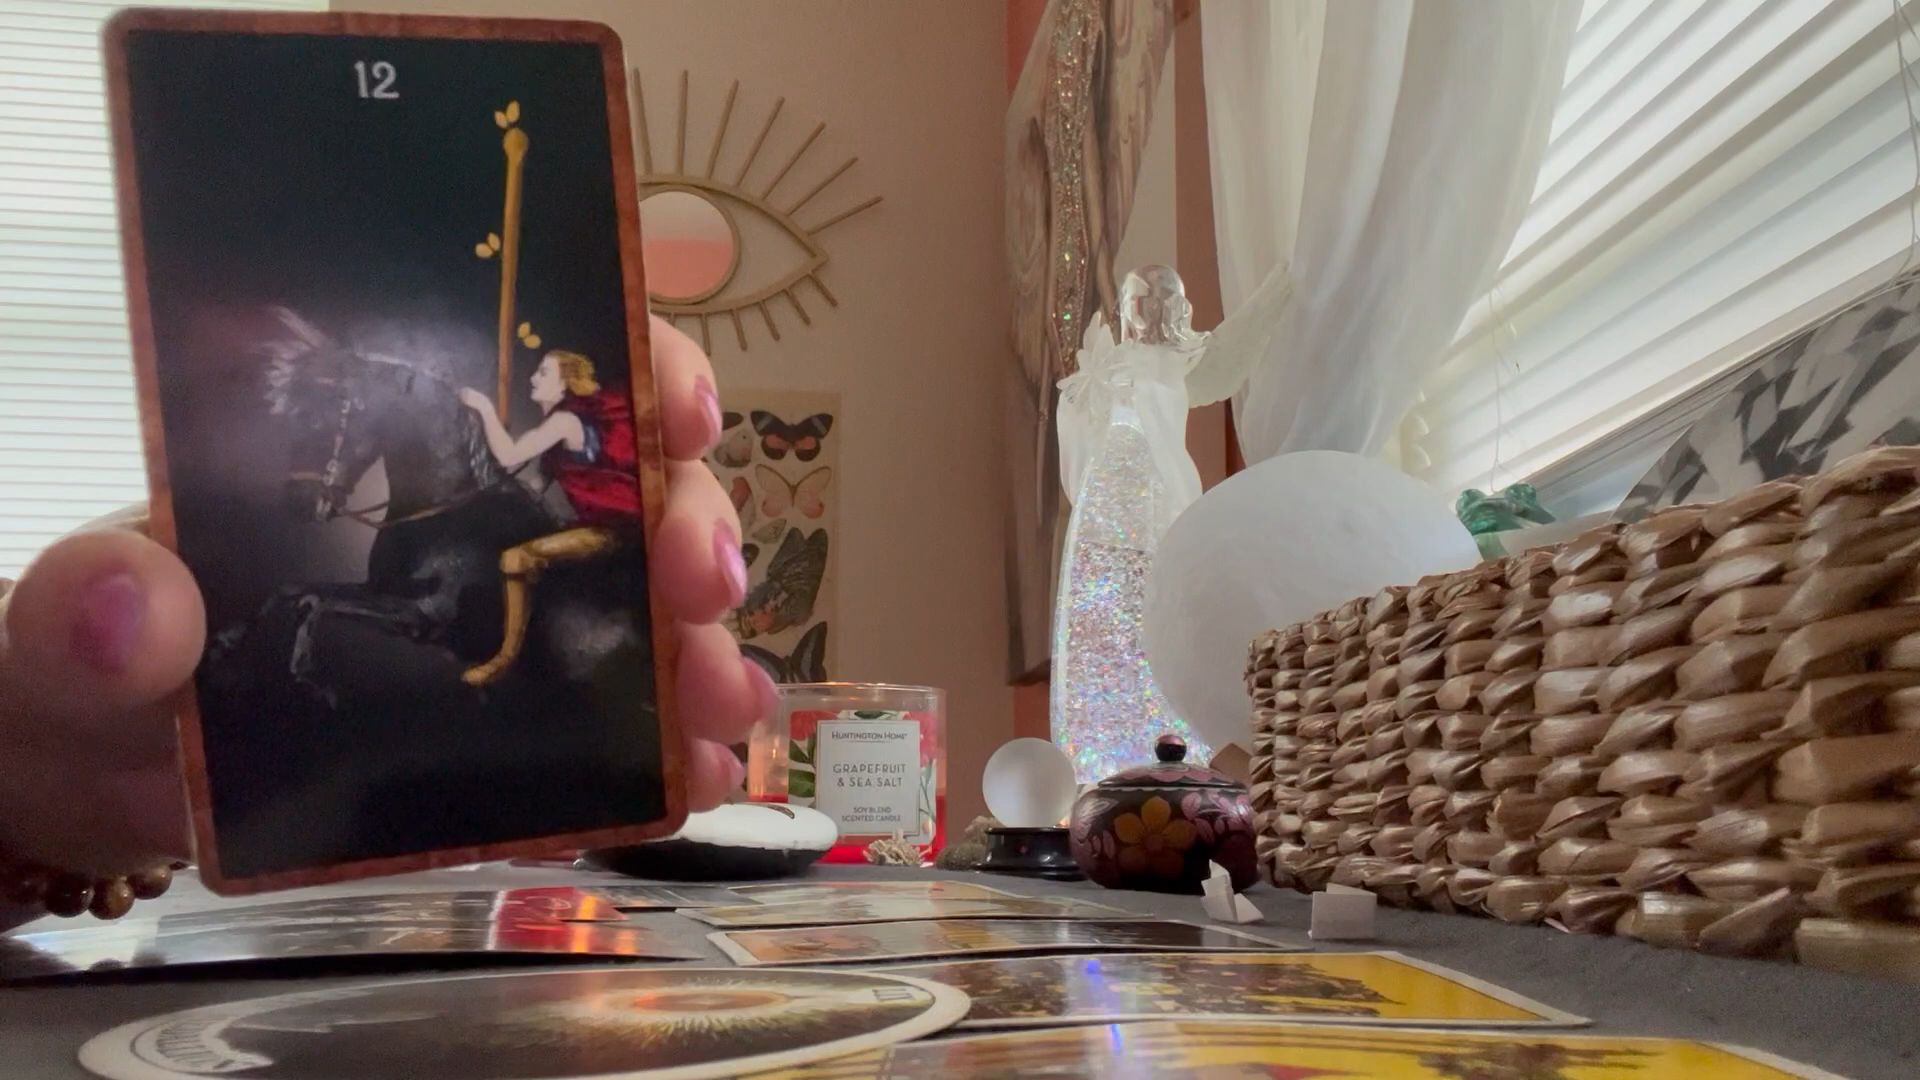 12
HUNTINGTON HOME
GRAPEFRUIT
& SEA SALT
SOY BLEND
SCENTED CANDLE